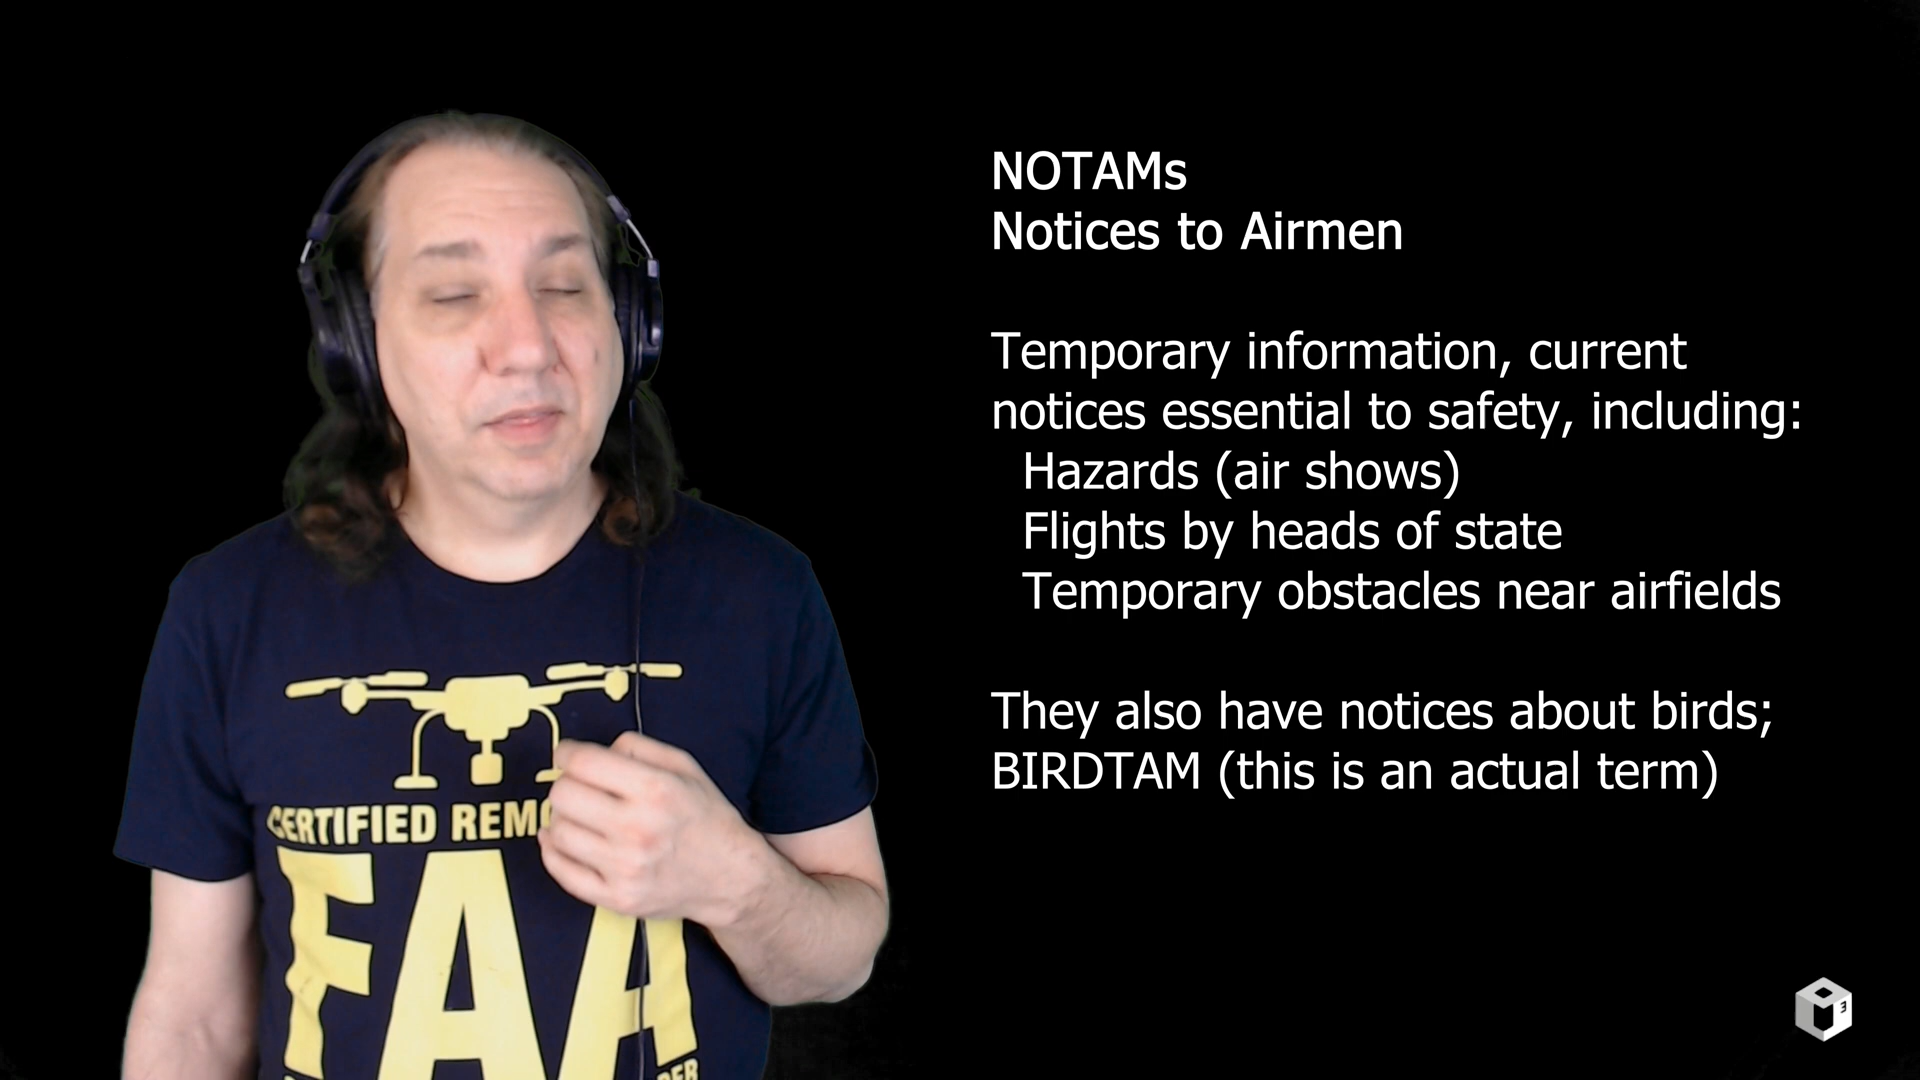 NOTAMs
Notices to Airmen
Temporary information, current
notices essential to safety, including:
Hazards (air shows)
Flights by heads of state
Temporary obstacles near airfields
They also have notices about birds;
BIRDTAM (this is an actual term)
CERTIFIED
FAA
3